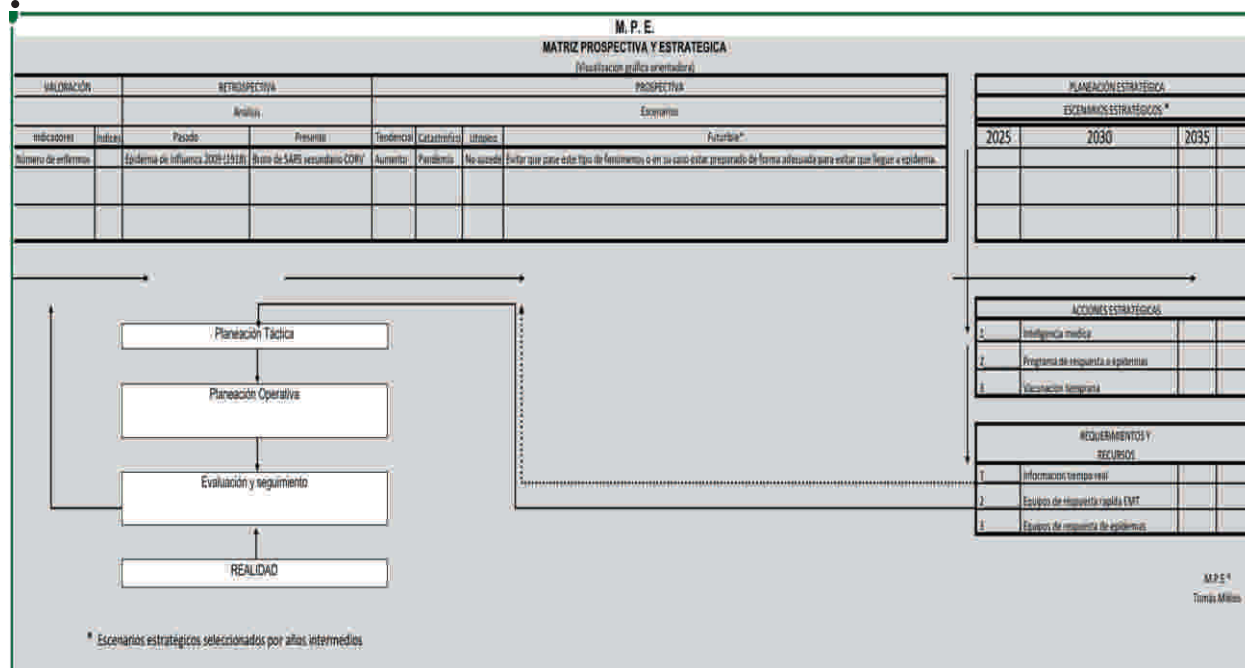 M. P. E.
MATRIZ PROSPECTIVA Y ESTRATEGICA
(Visualización gráfica orientadora)
VALORACIÓN RETROSPECTIVA PROSPECTIVA
Análisis Escenarios
Indicadores Indices Pasado Presente Tendencial Catastrofico Utopico Futurible*
Número de enfermos Epidemia de Influenza 2009 (1918) Brote de SARS secundario CORV Aumento Pandemia No sucede Evitar que pase este tipo de fenómenos o en su caso estar preparado de forma adecuada para evitar que llegue a epidemia.
PLANEACIÓN ESTRATÉGICA
ESCENARIOS ESTRATÉGICOS *
2025 2030 2035
ACCIONES ESTRATÉGICAS
1 Inteligencia medica
2 Programa de respuesta a epidemias
3 Vacunacion temprana
REQUERIMIENTOS Y
RECURSOS
1 Informacion tiempo real
2 Equipos de respuesta rapida EMT
3 Equipos de respuesta de epidemias
Planeación Táctica
Planeación Operativa
Evaluación y seguimiento
REALIDAD
M.P.E
Tomás Miklos
* Escenarios estratégicos seleccionados por años intermedios